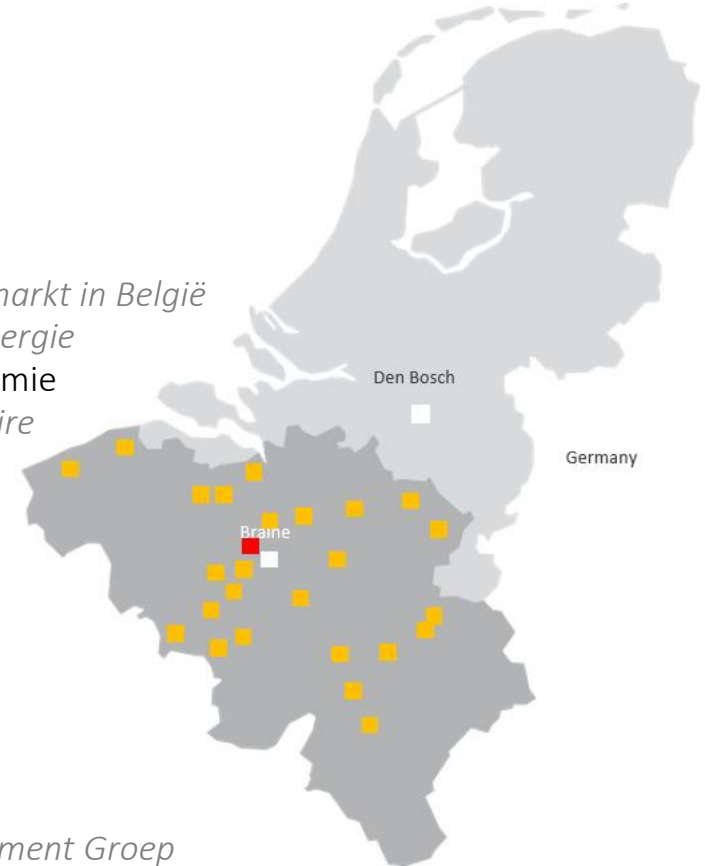 markt in België
ergie
mie
ire
Den Bosch
Germany
Braine
ment Groep